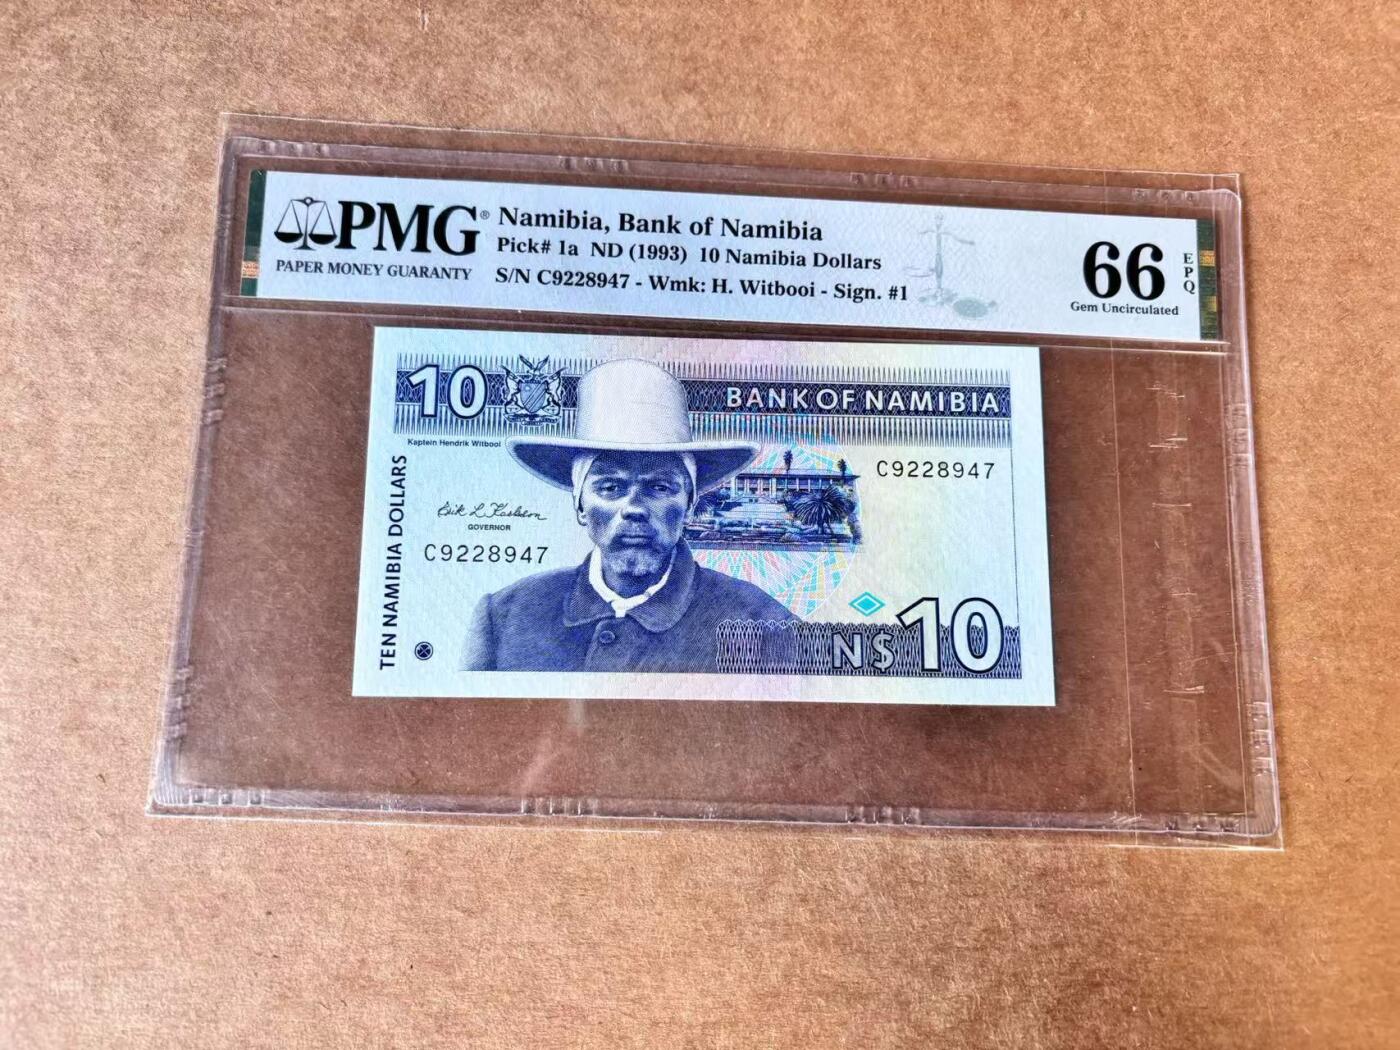 PMG®
PAPER MONEY GUARANTY
Namibia, Bank of Namibia
Pick# 1a ND (1993) 10 Namibia Dollars
S/N C9228947 - Wmk: H. Witbooi - Sign. #1
66
EPQ
Gem Uncirculated
10
BANK OF NAMIBIA
Kaptein Hendrik Witbooi
C9228947
Erik L. Karlsson
GOVERNOR
C9228947
TEN NAMIBIA DOLLARS
N$10